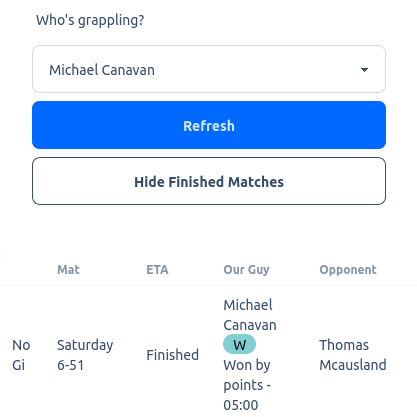 Who's grappling?
Michael Canavan
Refresh
Hide Finished Matches
Mat ETA Our Guy Opponent
No Gi
Saturday 6-51
Finished
Michael Canavan
W
Won by points - 05:00
Thomas Mcausland